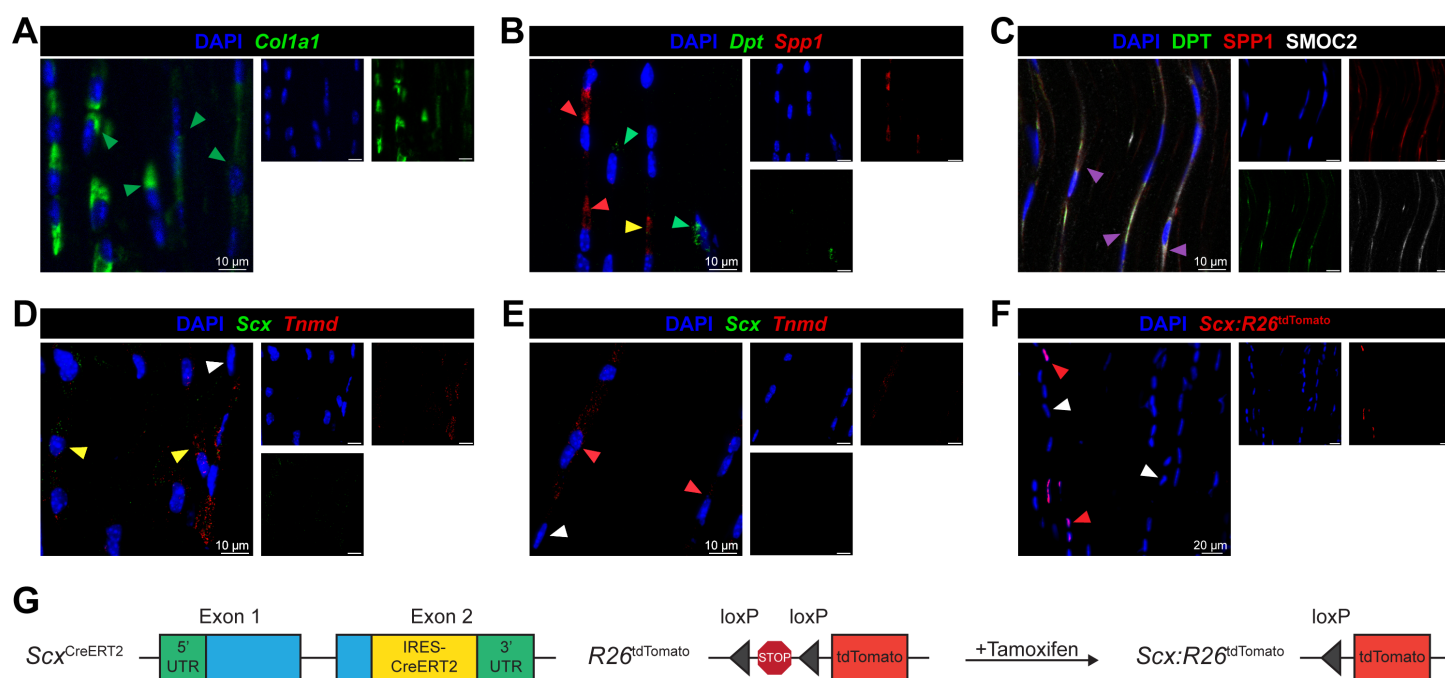 A
DAPI Col1a1
10 µm
B
DAPI Dpt Spp1
10 µm
C
DAPI DPT SPP1 SMOC2
10 µm
D
DAPI Scx Tnmd
10 µm
E
DAPI Scx Tnmd
10 µm
F
DAPI Scx:R26tdTomato
20 µm
G
Exon 1 Exon 2 loxP loxP loxP
ScxCreERT2 5’ UTR IRES-CreERT2 3’ UTR R26tdTomato STOP tdTomato +Tamoxifen Scx:R26tdTomato tdTomato